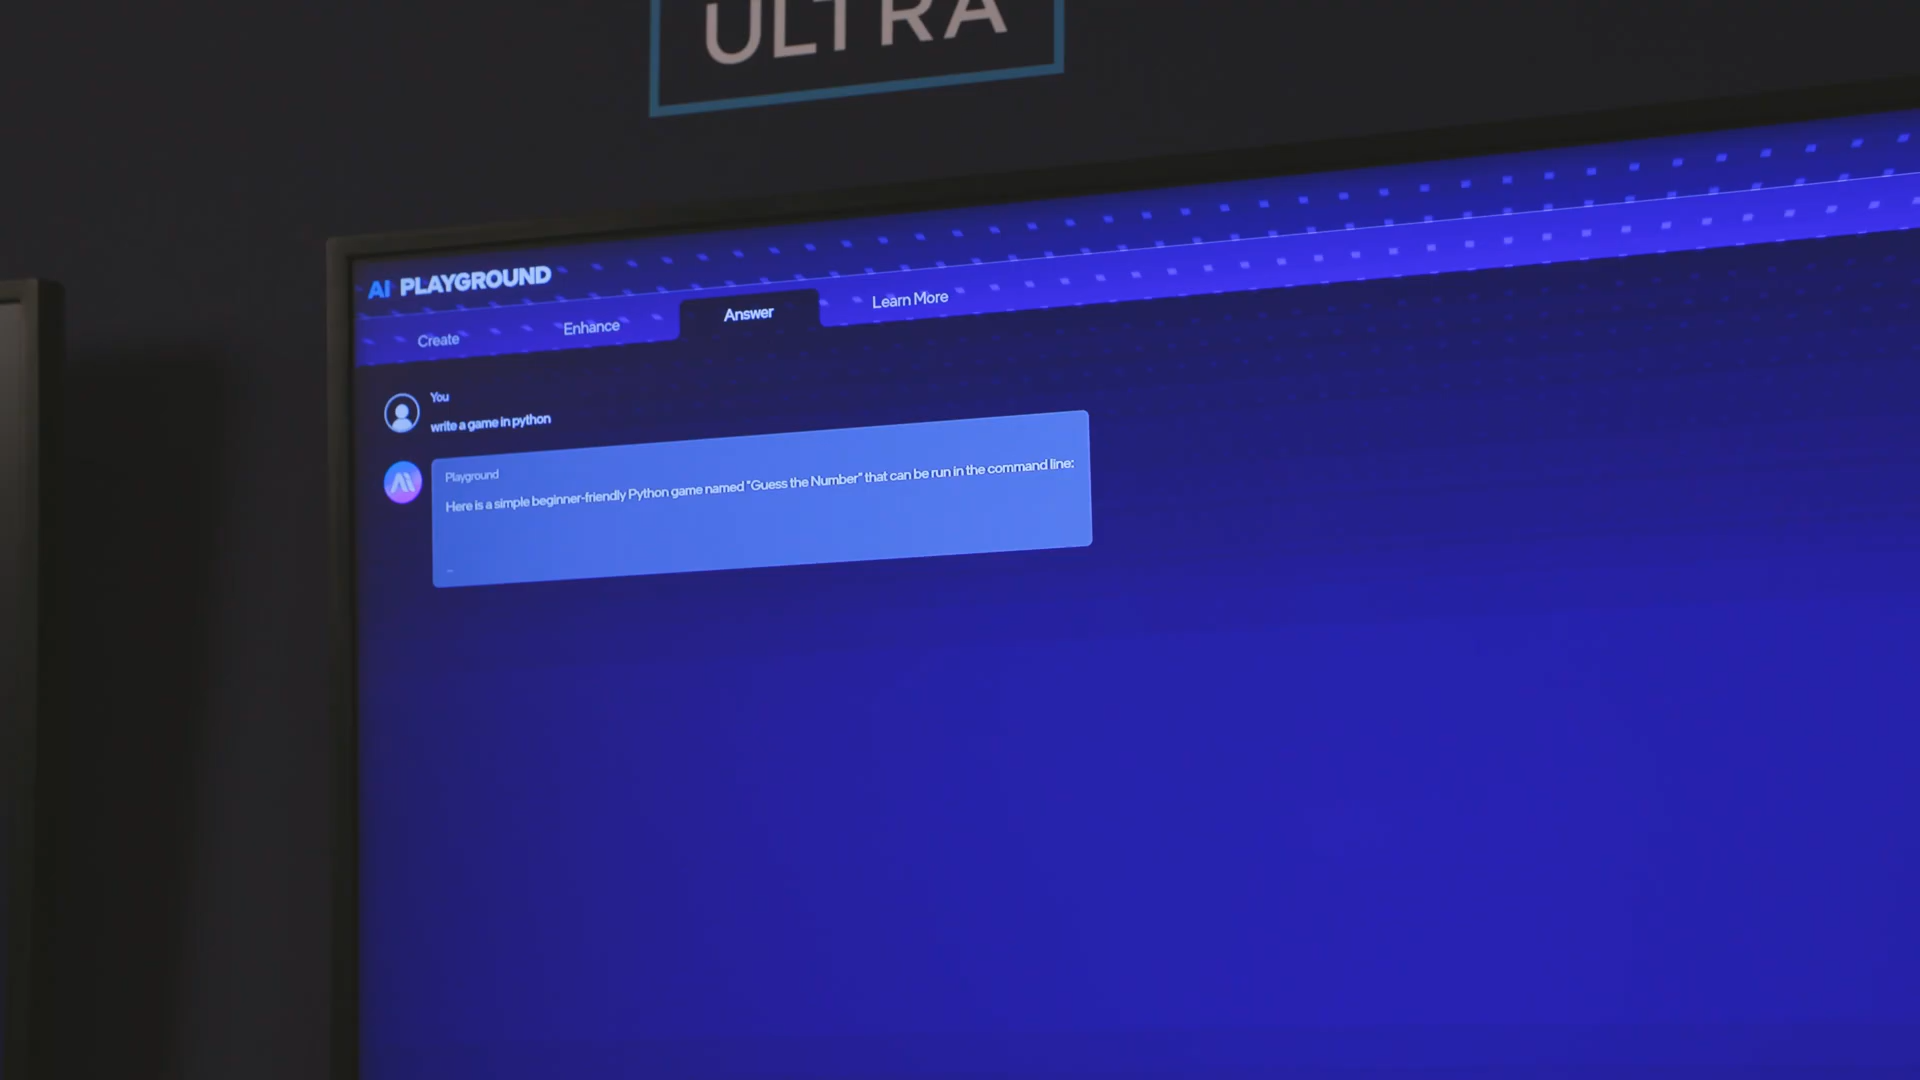 ULTRA
AI PLAYGROUND
Create
Enhance
Answer
Learn More
You
write a game in python
Playground
Here is a simple beginner-friendly Python game named "Guess the Number" that can be run in the command line:
_